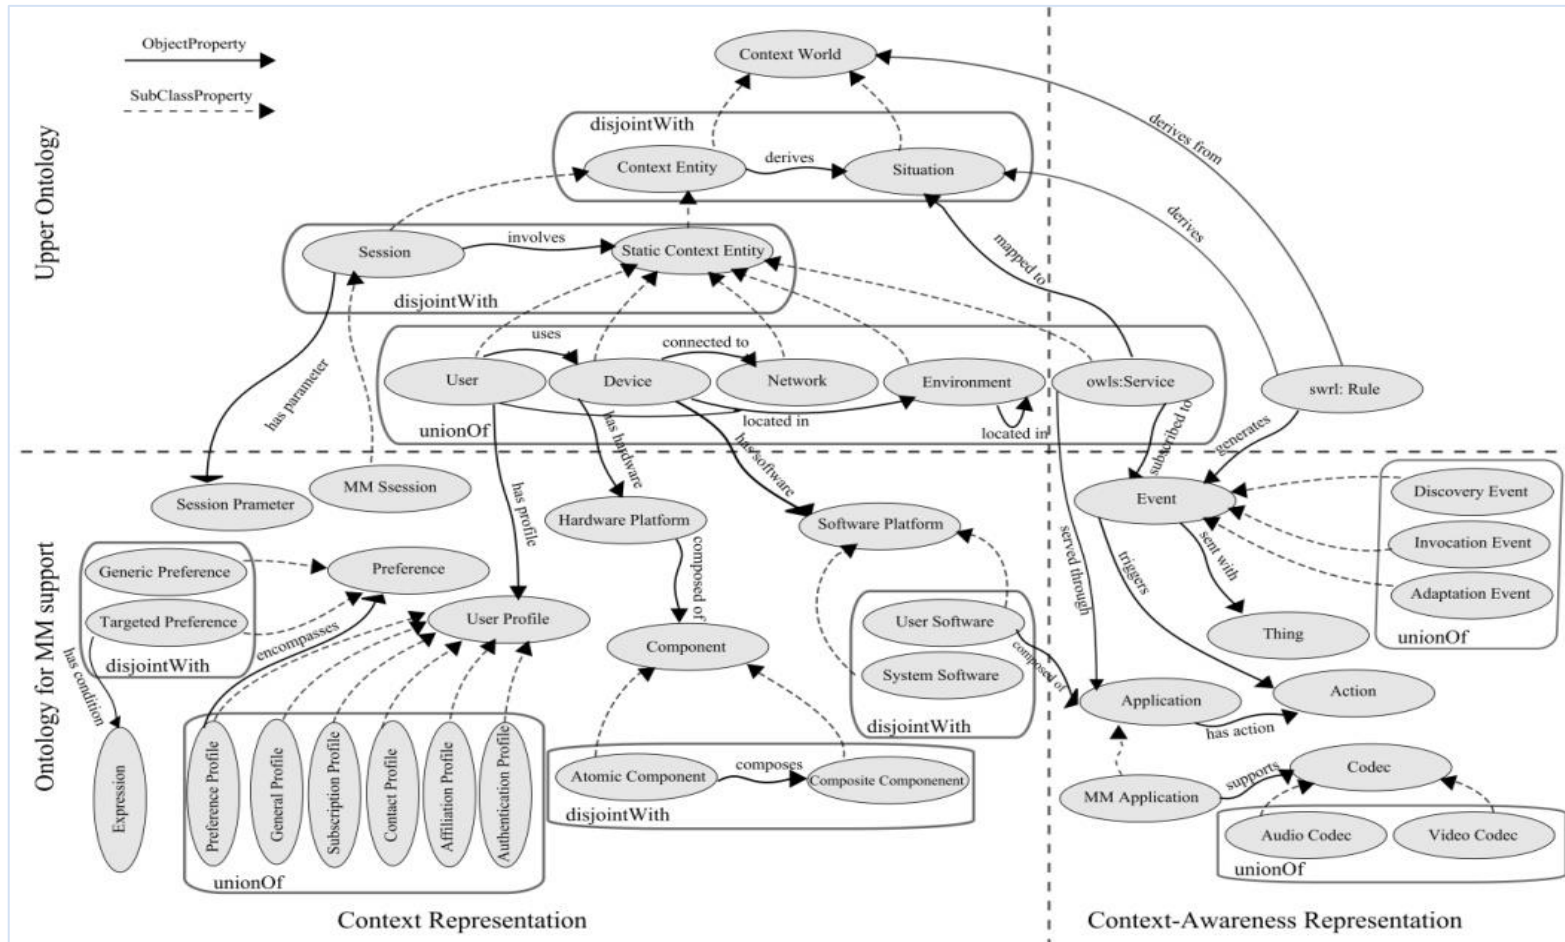 ObjectProperty
SubClassProperty
Upper Ontology
Context World
disjointWith
Context Entity
derives
Situation
derives from
derives
Session
involves
Static Context Entity
disjointWith
mapped to
uses
connected to
User
Device
Network
Environment
owls:Service
swrl: Rule
located in
located in
unionOf
has parameter
has hardware
has software
subscribed to
generates
Ontology for MM support
Session Prameter
MM Ssession
has profile
Hardware Platform
Software Platform
Event
Discovery Event
Invocation Event
Adaptation Event
unionOf
Generic Preference
Targeted Preference
disjointWith
Preference
encompasses
User Profile
composed of
Component
User Software
System Software
disjointWith
composed of
served through
triggers
sent with
Thing
Action
Application
has action
has condition
Expression
Preference Profile
General Profile
Subscription Profile
Contact Profile
Affiliation Profile
Authentication Profile
unionOf
Atomic Component
composes
Composite Componenent
disjointWith
MM Application
supports
Codec
Audio Codec
Video Codec
unionOf
Context Representation
Context-Awareness Representation